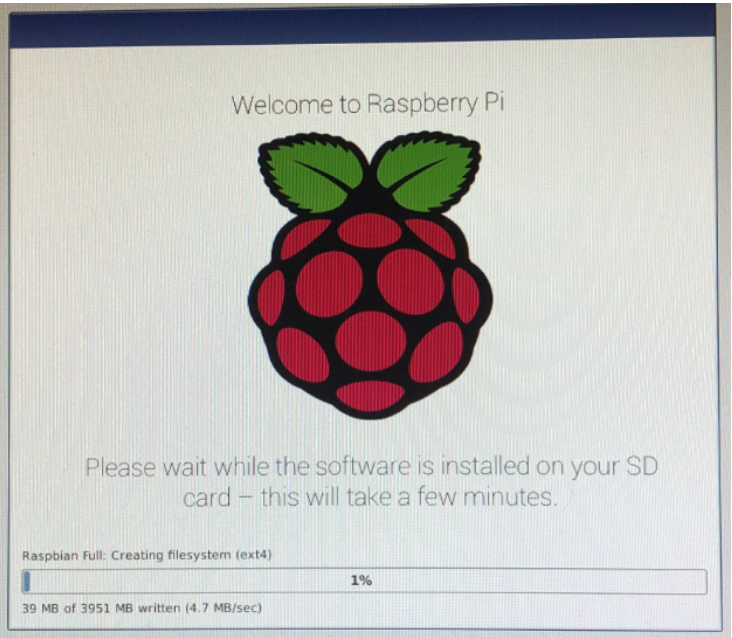 Welcome to Raspberry Pi
Please wait while the software is installed on your SD
card – this will take a few minutes.
Raspbian Full: Creating filesystem (ext4)
1%
39 MB of 3951 MB written (4.7 MB/sec)